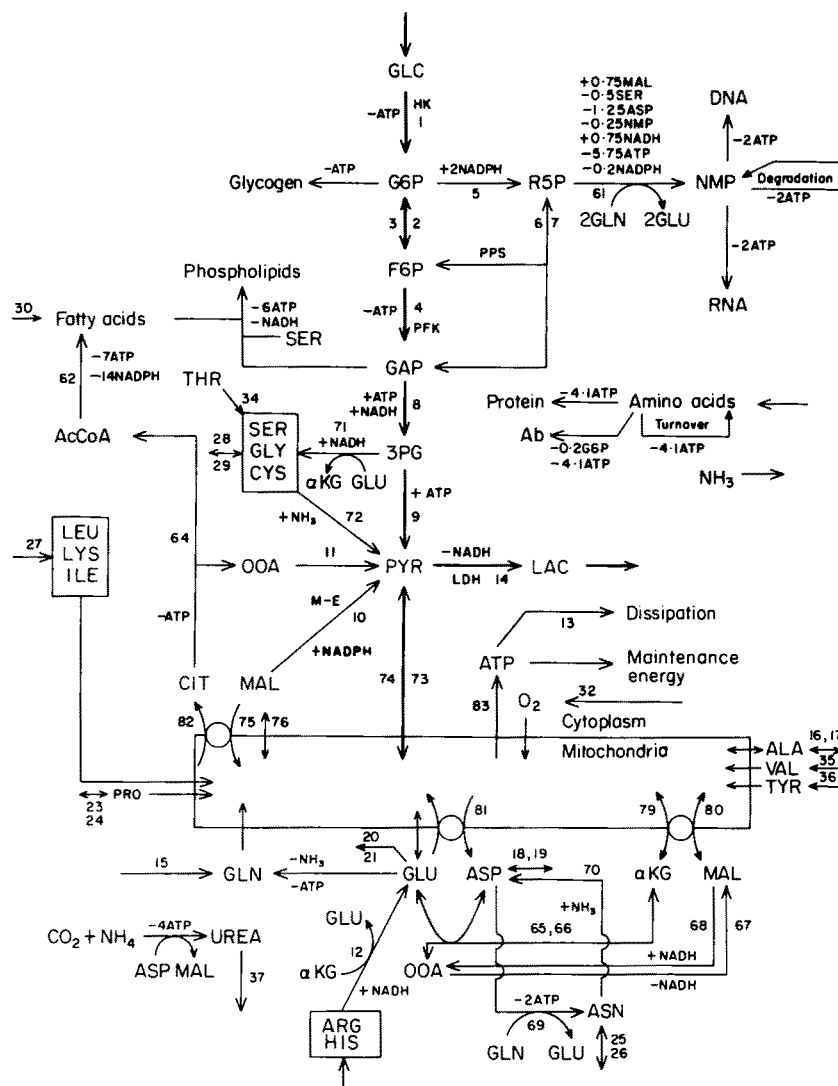 GLC
-ATP
HK
1
+0·75MAL
-0·5SER
-1·25ASP
-0·25NMP
+0·75NADH
-5·75ATP
-0·2NADPH
DNA
-2ATP
Glycogen
-ATP
G6P
+2NADPH
5
R5P
61
2GLN 2GLU
NMP
Degradation
-2ATP
3 2
6 7
-2ATP
Phospholipids
F6P
PPS
RNA
30
Fatty acids
-6ATP
-NADH
SER
-ATP
4
PFK
62
-7ATP
-14NADPH
GAP
THR
34
+ATP
+NADH
8
Protein
-4·1ATP
Amino acids
AcCoA
28
29
SER
GLY
CYS
71
+NADH
αKG GLU
3PG
Ab
-0·2G6P
-4·1ATP
Turnover
-4·1ATP
NH3
+ ATP
9
+NH3
72
27
LEU
LYS
ILE
64
OOA
11
PYR
-NADH
LDH 14
LAC
-ATP
M-E
10
+NADPH
13
Dissipation
ATP
Maintenance
energy
CIT
MAL
74 73
83
O2
32
82
75
76
Cytoplasm
Mitochondria
16, 17
ALA
VAL
35
TYR
36
23
24
PRO
81
79
80
15
GLN
-NH3
-ATP
20
21
GLU
ASP
18, 19
70
αKG
MAL
+NH3
65,66
68
67
CO2 + NH4
-4ATP
UREA
ASP MAL
37
GLU
12
αKG
+ NADH
OOA
+ NADH
-NADH
-2ATP
69
ASN
GLN GLU
25
26
ARG
HIS